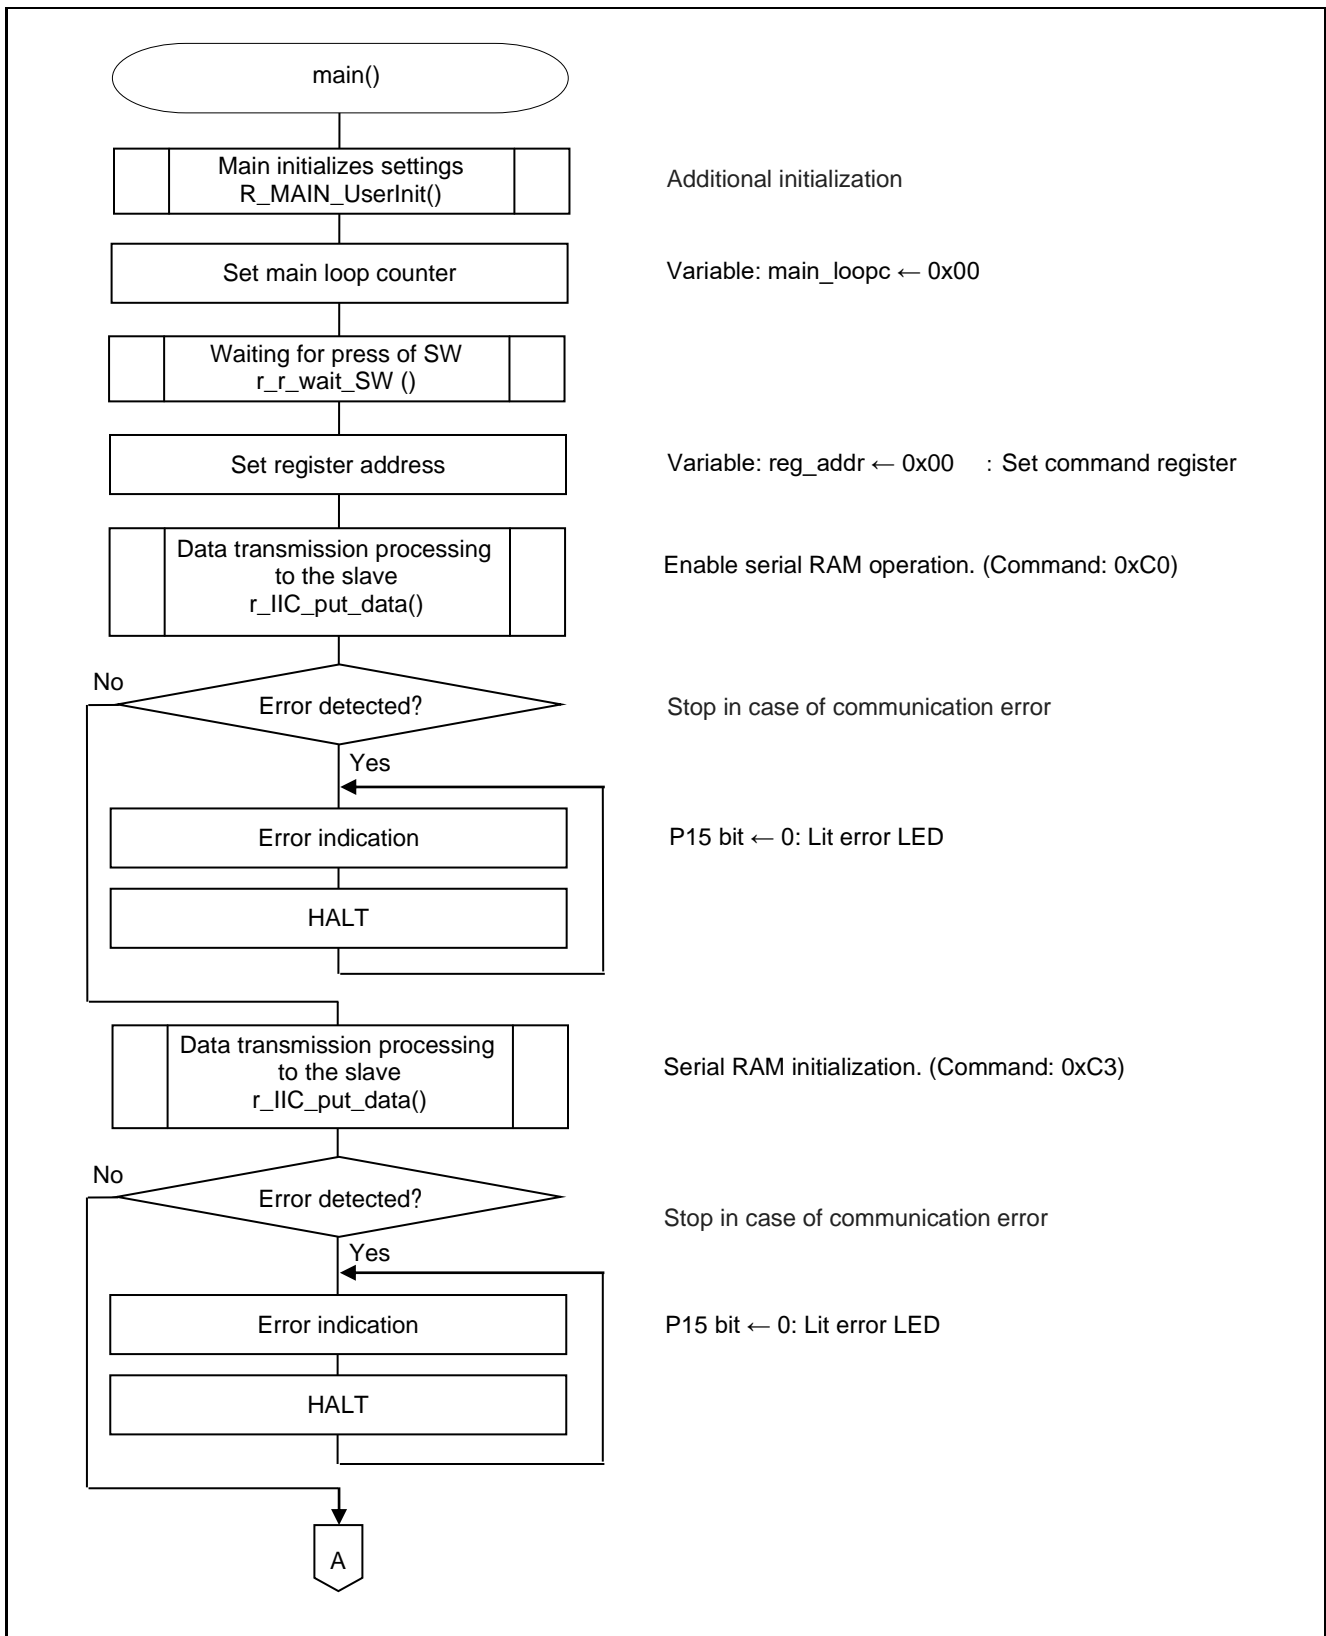 main()
Main initializes settings
R_MAIN_UserInit()
Additional initialization
Set main loop counter
Variable: main_loopc ← 0x00
Waiting for press of SW
r_r_wait_SW ()
Set register address
Variable: reg_addr ← 0x00 : Set command register
Data transmission processing
to the slave
r_IIC_put_data()
Enable serial RAM operation. (Command: 0xC0)
No
Error detected?
Stop in case of communication error
Yes
Error indication
P15 bit ← 0: Lit error LED
HALT
Data transmission processing
to the slave
r_IIC_put_data()
Serial RAM initialization. (Command: 0xC3)
No
Error detected?
Stop in case of communication error
Yes
Error indication
P15 bit ← 0: Lit error LED
HALT
A